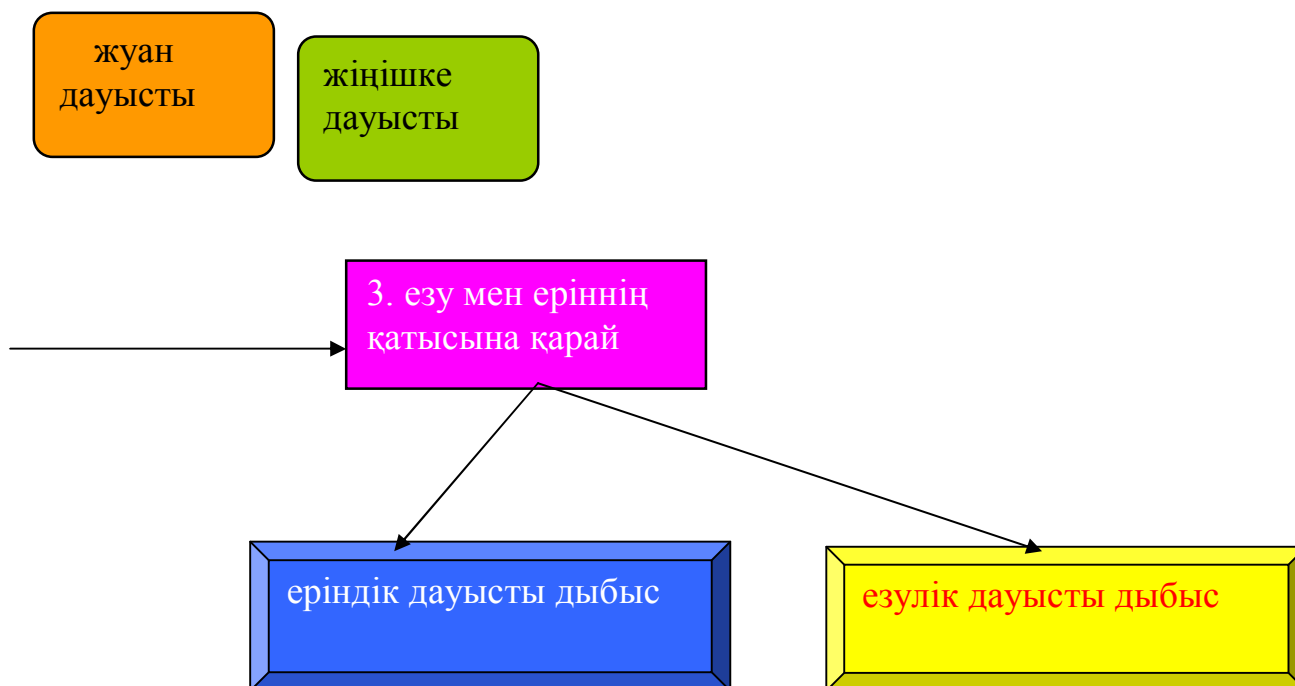 жуан
дауысты
жіңішке
дауысты
3. езу мен еріннің
қатысына қарай
еріндік дауысты дыбыс
езулік дауысты дыбыс